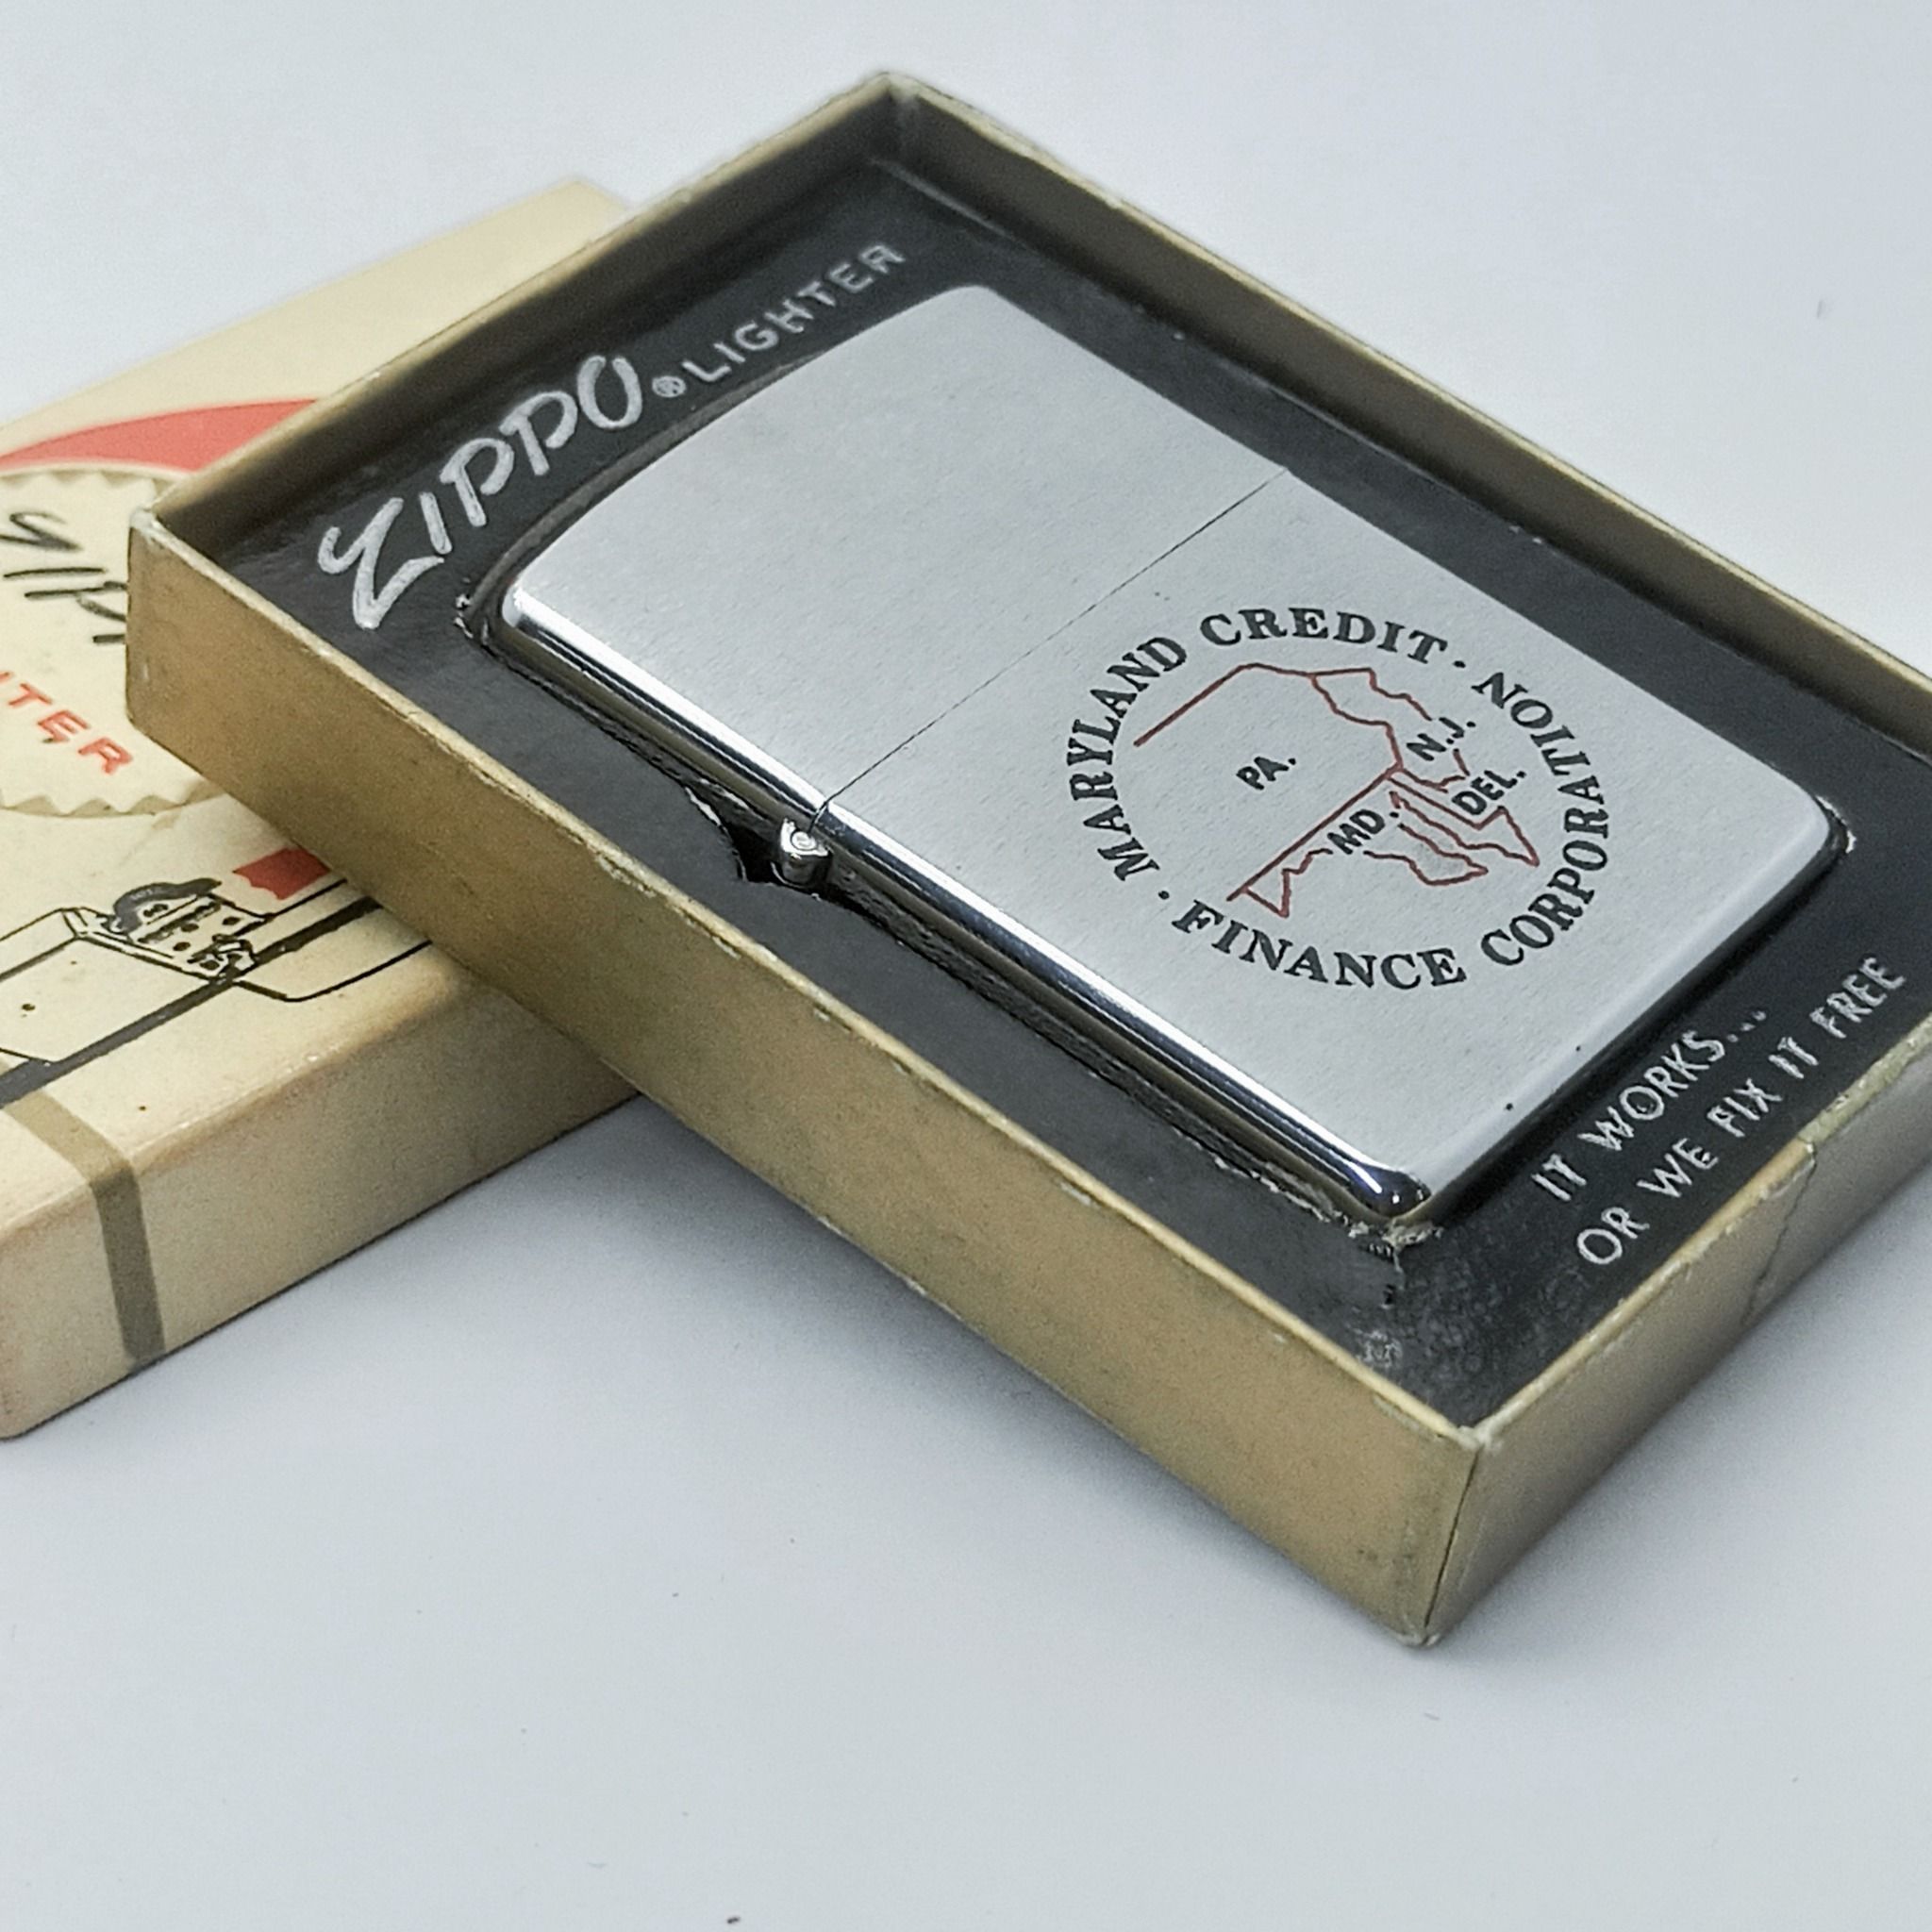 ZIPPO® LIGHTER
MARYLAND CREDIT ·
FINANCE CORPORATION ·
PA.
N.J.
MD.
DEL.
IT WORKS...
OR WE FIX IT FREE